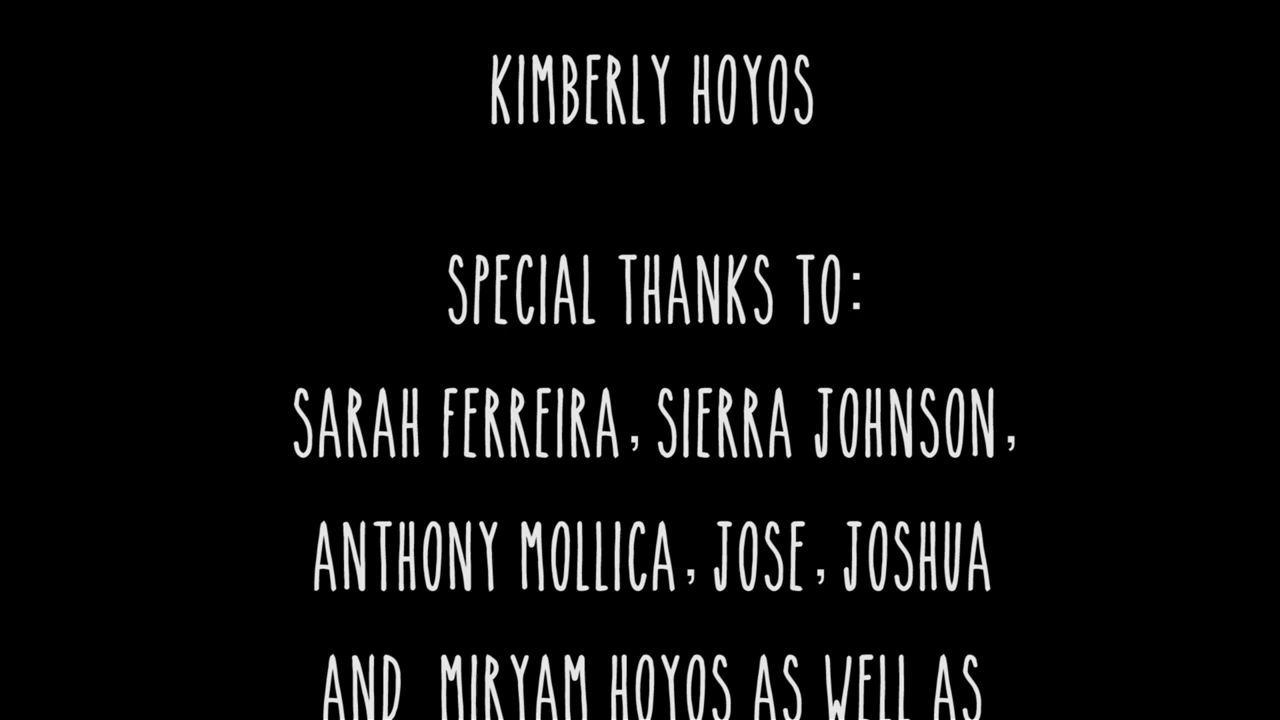 KIMBERLY HOYOS
SPECIAL THANKS TO:
SARAH FERREIRA, SIERRA JOHNSON,
ANTHONY MOLLICA, JOSE, JOSHUA
AND MIRYAM HOYOS AS WELL AS